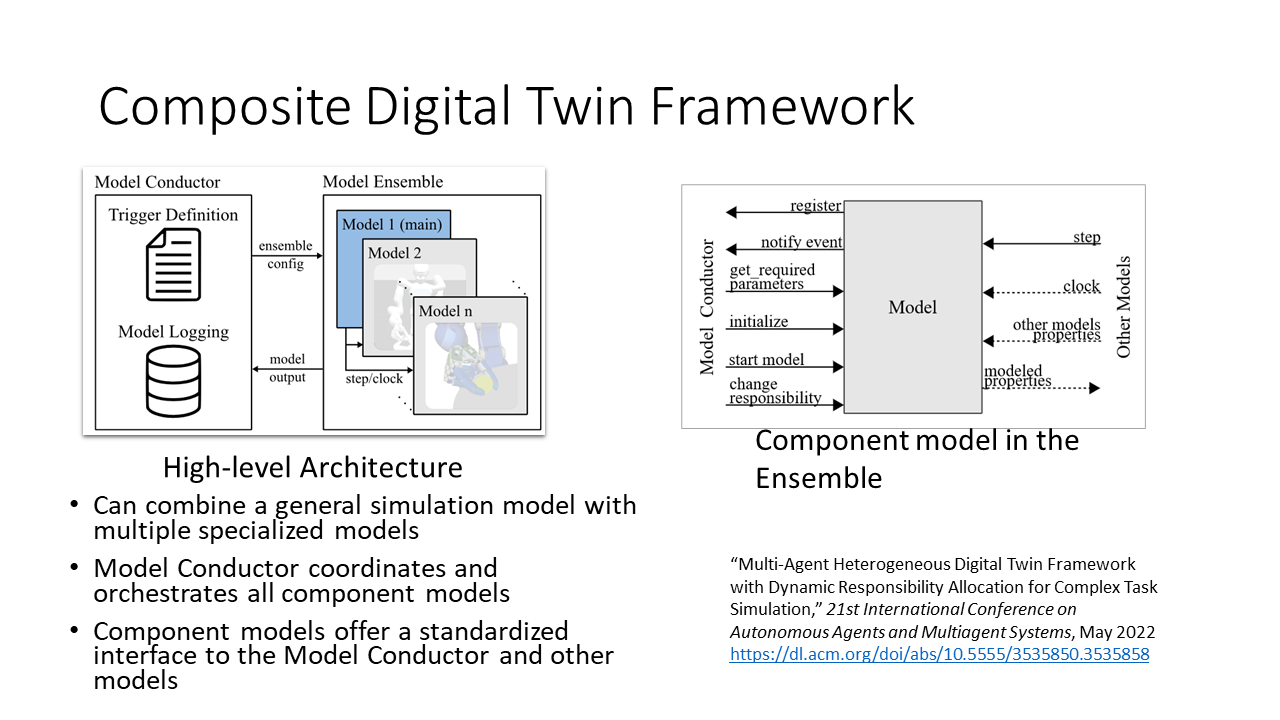 Composite Digital Twin Framework
Model Conductor
Model Ensemble
Trigger Definition
Model Logging
ensemble
config
model
output
Model 1 (main)
Model 2
Model n
step/clock
High-level Architecture
• Can combine a general simulation model with
multiple specialized models
• Model Conductor coordinates and
orchestrates all component models
• Component models offer a standardized
interface to the Model Conductor and other
models
Model Conductor
register
notify event
get_required
parameters
initialize
start model
change
responsibility
Model
step
clock
other models
properties
modeled
properties
Other Models
Component model in the
Ensemble
“Multi-Agent Heterogeneous Digital Twin Framework
with Dynamic Responsibility Allocation for Complex Task
Simulation,” 21st International Conference on
Autonomous Agents and Multiagent Systems, May 2022
https://dl.acm.org/doi/abs/10.5555/3535850.3535858